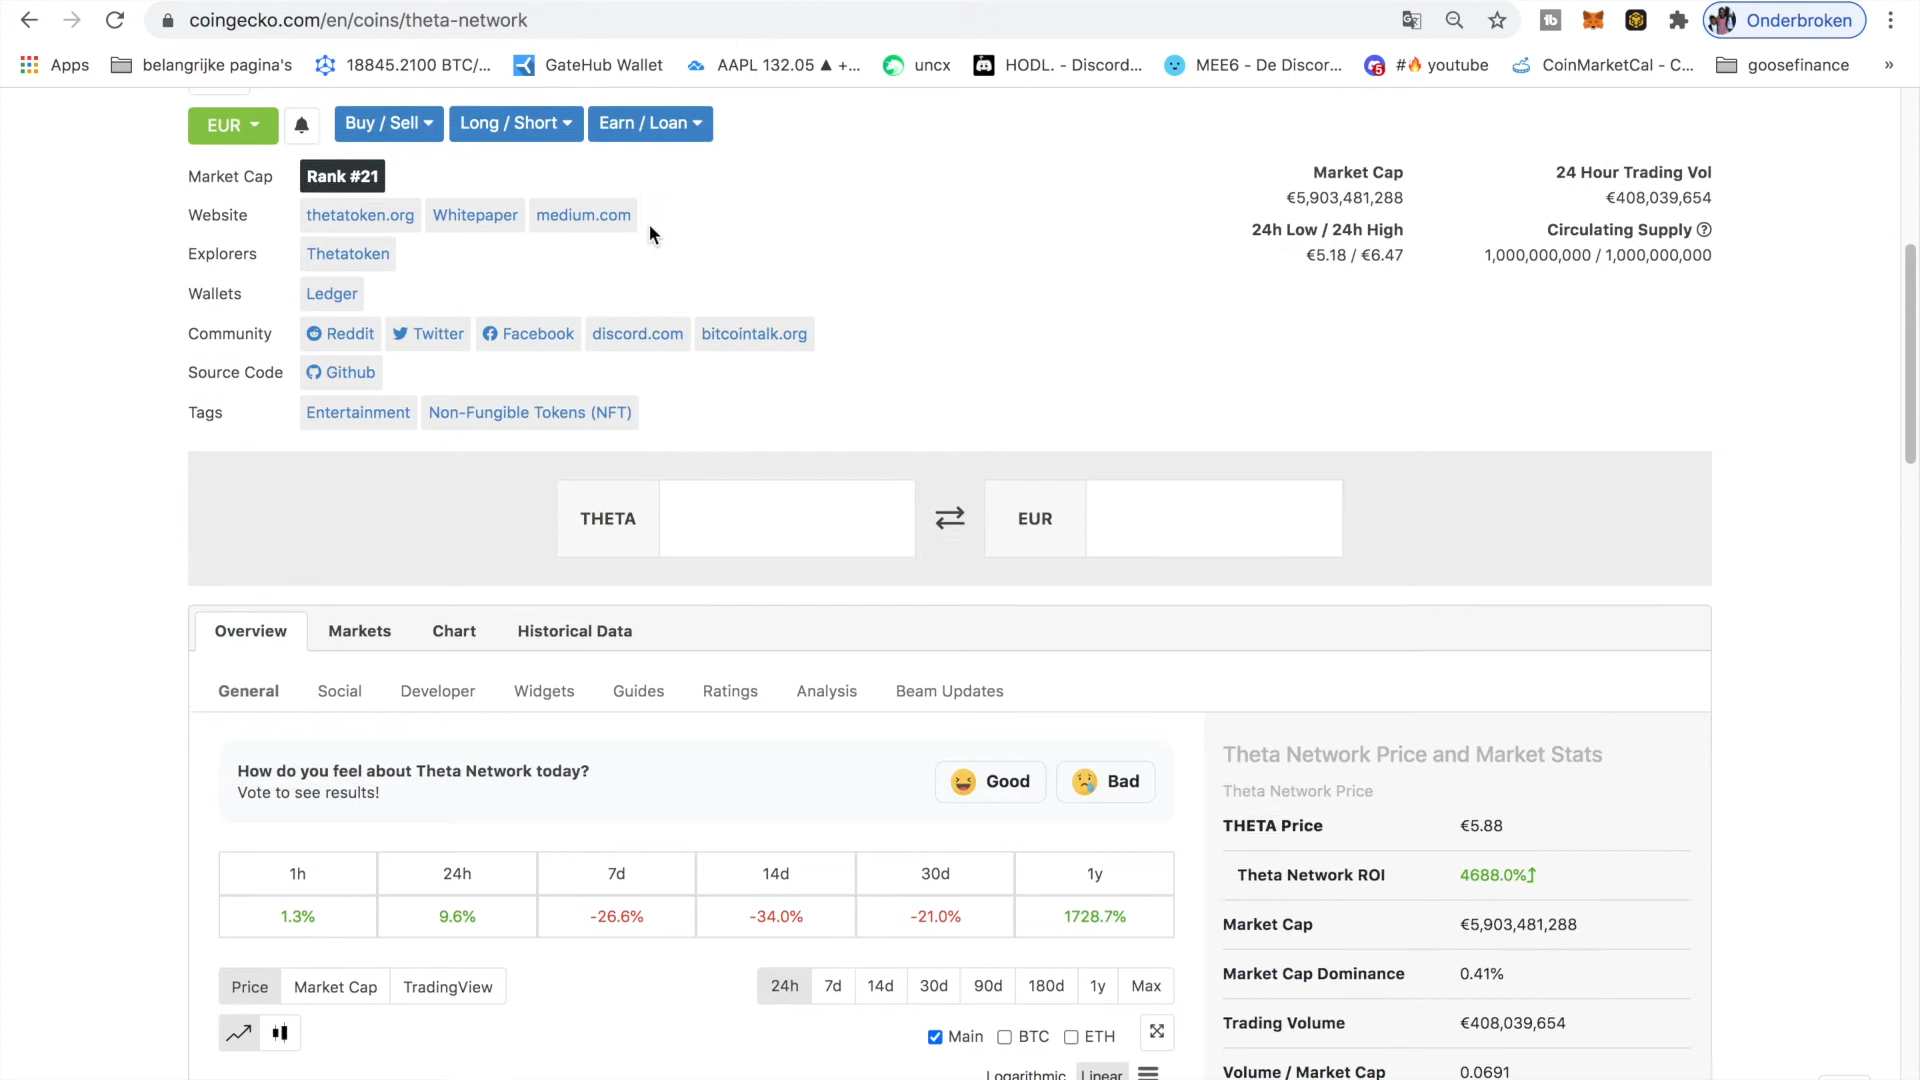 coingecko.com/en/coins/theta-network
Onderbroken
Apps belangrijke pagina's 18845.2100 BTC/... GateHub Wallet AAPL 132.05 ▲ +... uncx HODL. - Discord... MEE6 - De Discor... 5 #🔥 youtube CoinMarketCal - C... goosefinance »
EUR Buy / Sell Long / Short Earn / Loan
Market Cap Rank #21
Website thetatoken.org Whitepaper medium.com
Explorers Thetatoken
Wallets Ledger
Community Reddit Twitter Facebook discord.com bitcointalk.org
Source Code Github
Tags Entertainment Non-Fungible Tokens (NFT)
Market Cap
€5,903,481,288
24 Hour Trading Vol
€408,039,654
24h Low / 24h High
€5.18 / €6.47
Circulating Supply
1,000,000,000 / 1,000,000,000
THETA EUR
Overview Markets Chart Historical Data
General Social Developer Widgets Guides Ratings Analysis Beam Updates
How do you feel about Theta Network today?
Vote to see results!
Good Bad
1h 24h 7d 14d 30d 1y
1.3% 9.6% -26.6% -34.0% -21.0% 1728.7%
Price Market Cap TradingView
24h 7d 14d 30d 90d 180d 1y Max
Main BTC ETH
Logarithmic Linear
Theta Network Price and Market Stats
Theta Network Price
THETA Price €5.88
Theta Network ROI 4688.0%
Market Cap €5,903,481,288
Market Cap Dominance 0.41%
Trading Volume €408,039,654
Volume / Market Cap 0.0691